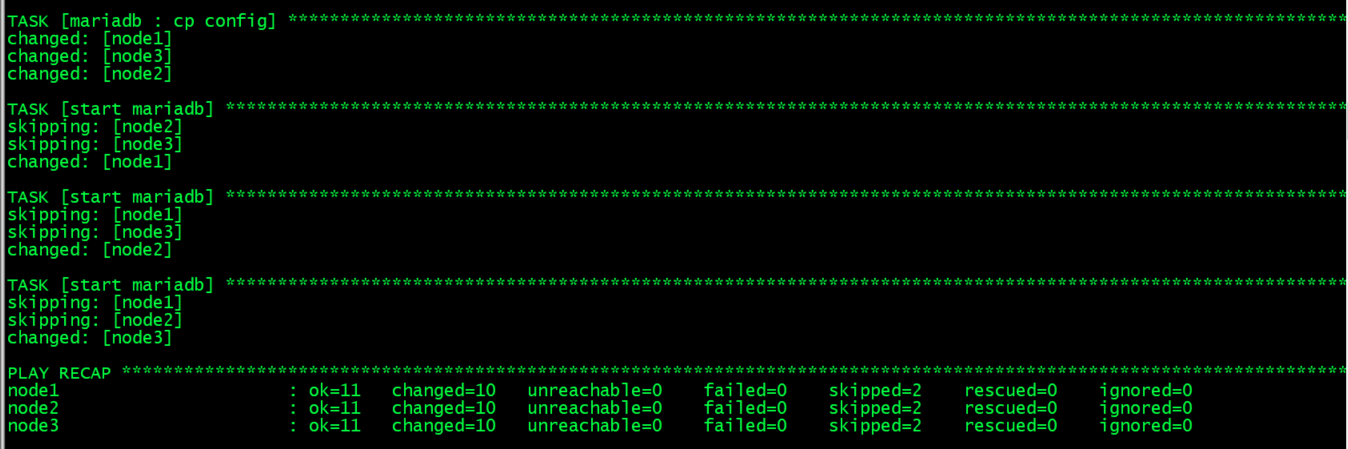 TASK [mariadb : cp config] ******************************************************************************************************
changed: [node1]
changed: [node3]
changed: [node2]
TASK [start mariadb] ************************************************************************************************************
skipping: [node2]
skipping: [node3]
changed: [node1]
TASK [start mariadb] ************************************************************************************************************
skipping: [node1]
skipping: [node3]
changed: [node2]
TASK [start mariadb] ************************************************************************************************************
skipping: [node1]
skipping: [node2]
changed: [node3]
PLAY RECAP **********************************************************************************************************************
node1 : ok=11 changed=10 unreachable=0 failed=0 skipped=2 rescued=0 ignored=0
node2 : ok=11 changed=10 unreachable=0 failed=0 skipped=2 rescued=0 ignored=0
node3 : ok=11 changed=10 unreachable=0 failed=0 skipped=2 rescued=0 ignored=0